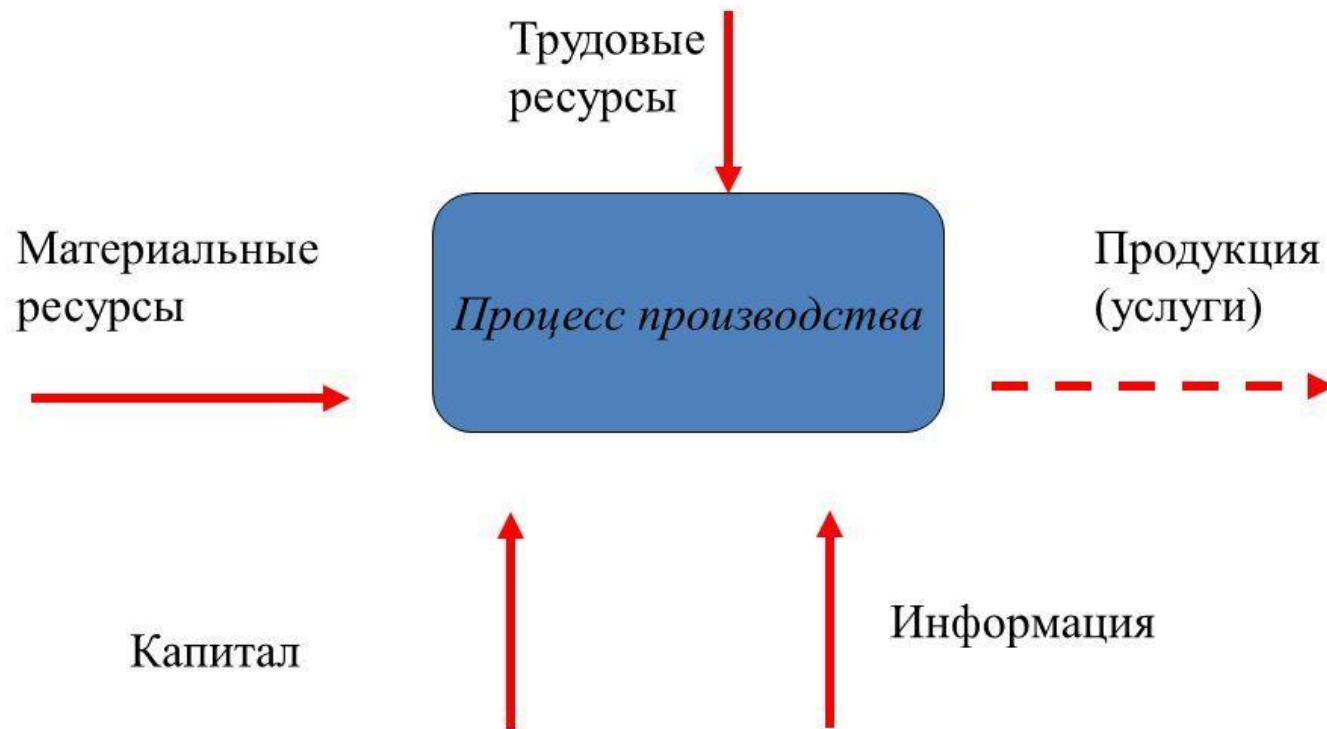 Трудовые
ресурсы
Материальные
ресурсы
Процесс производства
Продукция
(услуги)
Капитал
Информация